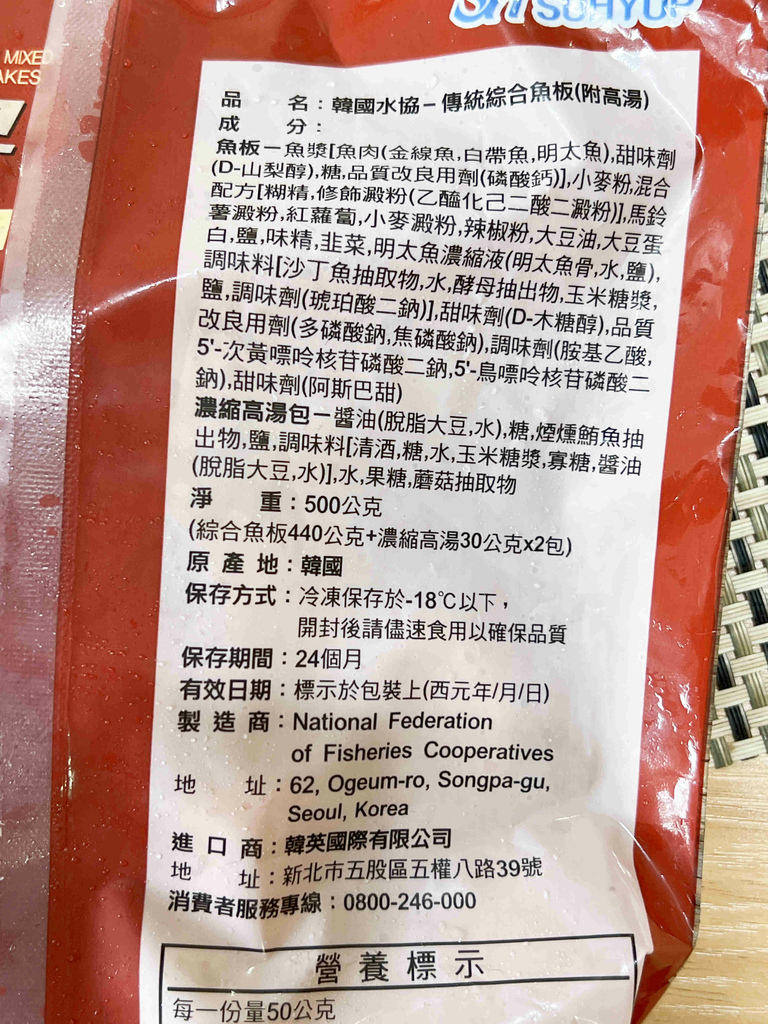 MIXED
AKES
SUHYUP
品名：韓國水協－傳統綜合魚板(附高湯)
成分：
魚板－魚漿[魚肉(金線魚,白帶魚,明太魚),甜味劑
(D-山梨醇),糖,品質改良用劑(磷酸鈣)],小麥粉,混合
配方[糊精,修飾澱粉(乙醯化己二酸二澱粉)],馬鈴
薯澱粉,紅蘿蔔,小麥澱粉,辣椒粉,大豆油,大豆蛋
白,鹽,味精,韭菜,明太魚濃縮液(明太魚骨,水,鹽),
調味料[沙丁魚抽取物,水,酵母抽出物,玉米糖漿,
鹽,調味劑(琥珀酸二鈉)],甜味劑(D-木糖醇),品質
改良用劑(多磷酸鈉,焦磷酸鈉),調味劑(胺基乙酸,
5'-次黃嘌呤核苷磷酸二鈉,5'-鳥嘌呤核苷磷酸二
鈉),甜味劑(阿斯巴甜)
濃縮高湯包－醬油(脫脂大豆,水),糖,煙燻鮪魚抽
出物,鹽,調味料[清酒,糖,水,玉米糖漿,寡糖,醬油
(脫脂大豆,水)],水,果糖,蘑菇抽取物
淨重：500公克
(綜合魚板440公克+濃縮高湯30公克x2包)
原產地：韓國
保存方式：冷凍保存於-18℃以下，
開封後請儘速食用以確保品質
保存期間：24個月
有效日期：標示於包裝上(西元年/月/日)
製造商：National Federation
of Fisheries Cooperatives
地址：62, Ogeum-ro, Songpa-gu,
Seoul, Korea
進口商：韓英國際有限公司
地址：新北市五股區五權八路39號
消費者服務專線：0800-246-000
營養標示
每一份量50公克